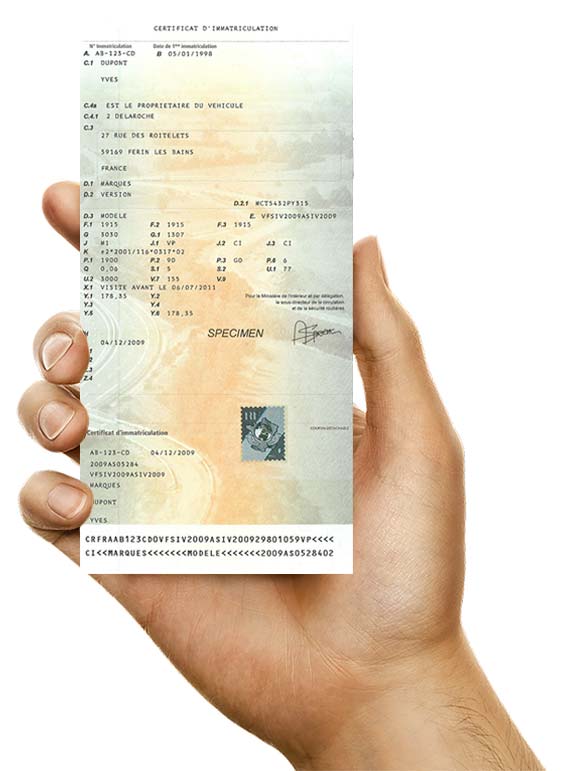 CERTIFICAT D'IMMATRICULATION
N° Immatriculation Date de 1ère immatriculation
A. AB-123-CD B 05/01/1998
C.1 DUPONT
YVES
C.4a EST LE PROPRIETAIRE DU VEHICULE
C.4.1 2 DELAROCHE
C.3
27 RUE DES ROITELETS
59169 FERIN LES BAINS
FRANCE
D.1 MARQUES
D.2 VERSION
D.2.1 MCT5432PY315
D.3 MODELE E. VFSIV2009ASIV2009
F.1 1915 F.2 1915 F.3 1915
G 3030 G.1 1307
J M1 J.1 VP J.2 CI J.3 CI
K e2*2001/116*0317*02
P.1 1900 P.2 90 P.3 GO P.6 6
Q 0,06 S.1 5 S.2 U.1 77
U.2 3000 V.7 155 V.9
X.1 VISITE AVANT LE 06/07/2011
Y.1 178,35 Y.2
Y.3 Y.4
Y.5 Y.6 178,35
Pour le Ministère de l'intérieur et par délégation,
le sous-directeur de la circulation
et de la sécurité routières
SPECIMEN
04/12/2009
Z.4
Certificat d'immatriculation
COUPON DETACHABLE
AB-123-CD 04/12/2009
2009AS05284
VFSIV2009ASIV2009
MARQUES
DUPONT
YVES
CRFRAAB123CD0VFSIV2009ASIV200929801059VP<<<<
CI<<MARQUES<<<<<<<MODELE<<<<<<<2009AS0528402